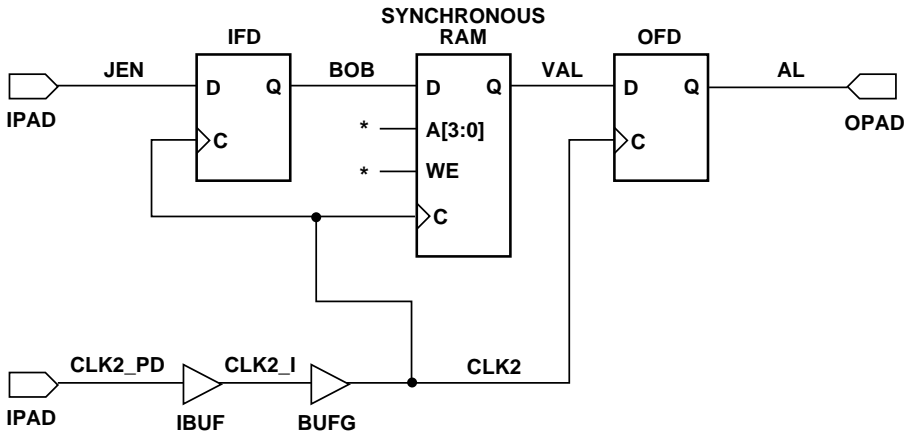 SYNCHRONOUS
IFD RAM OFD
JEN BOB VAL AL
D Q D Q D Q
IPAD OPAD
* A[3:0]
C C
* WE
C
CLK2_PD CLK2_I CLK2
IPAD IBUF BUFG